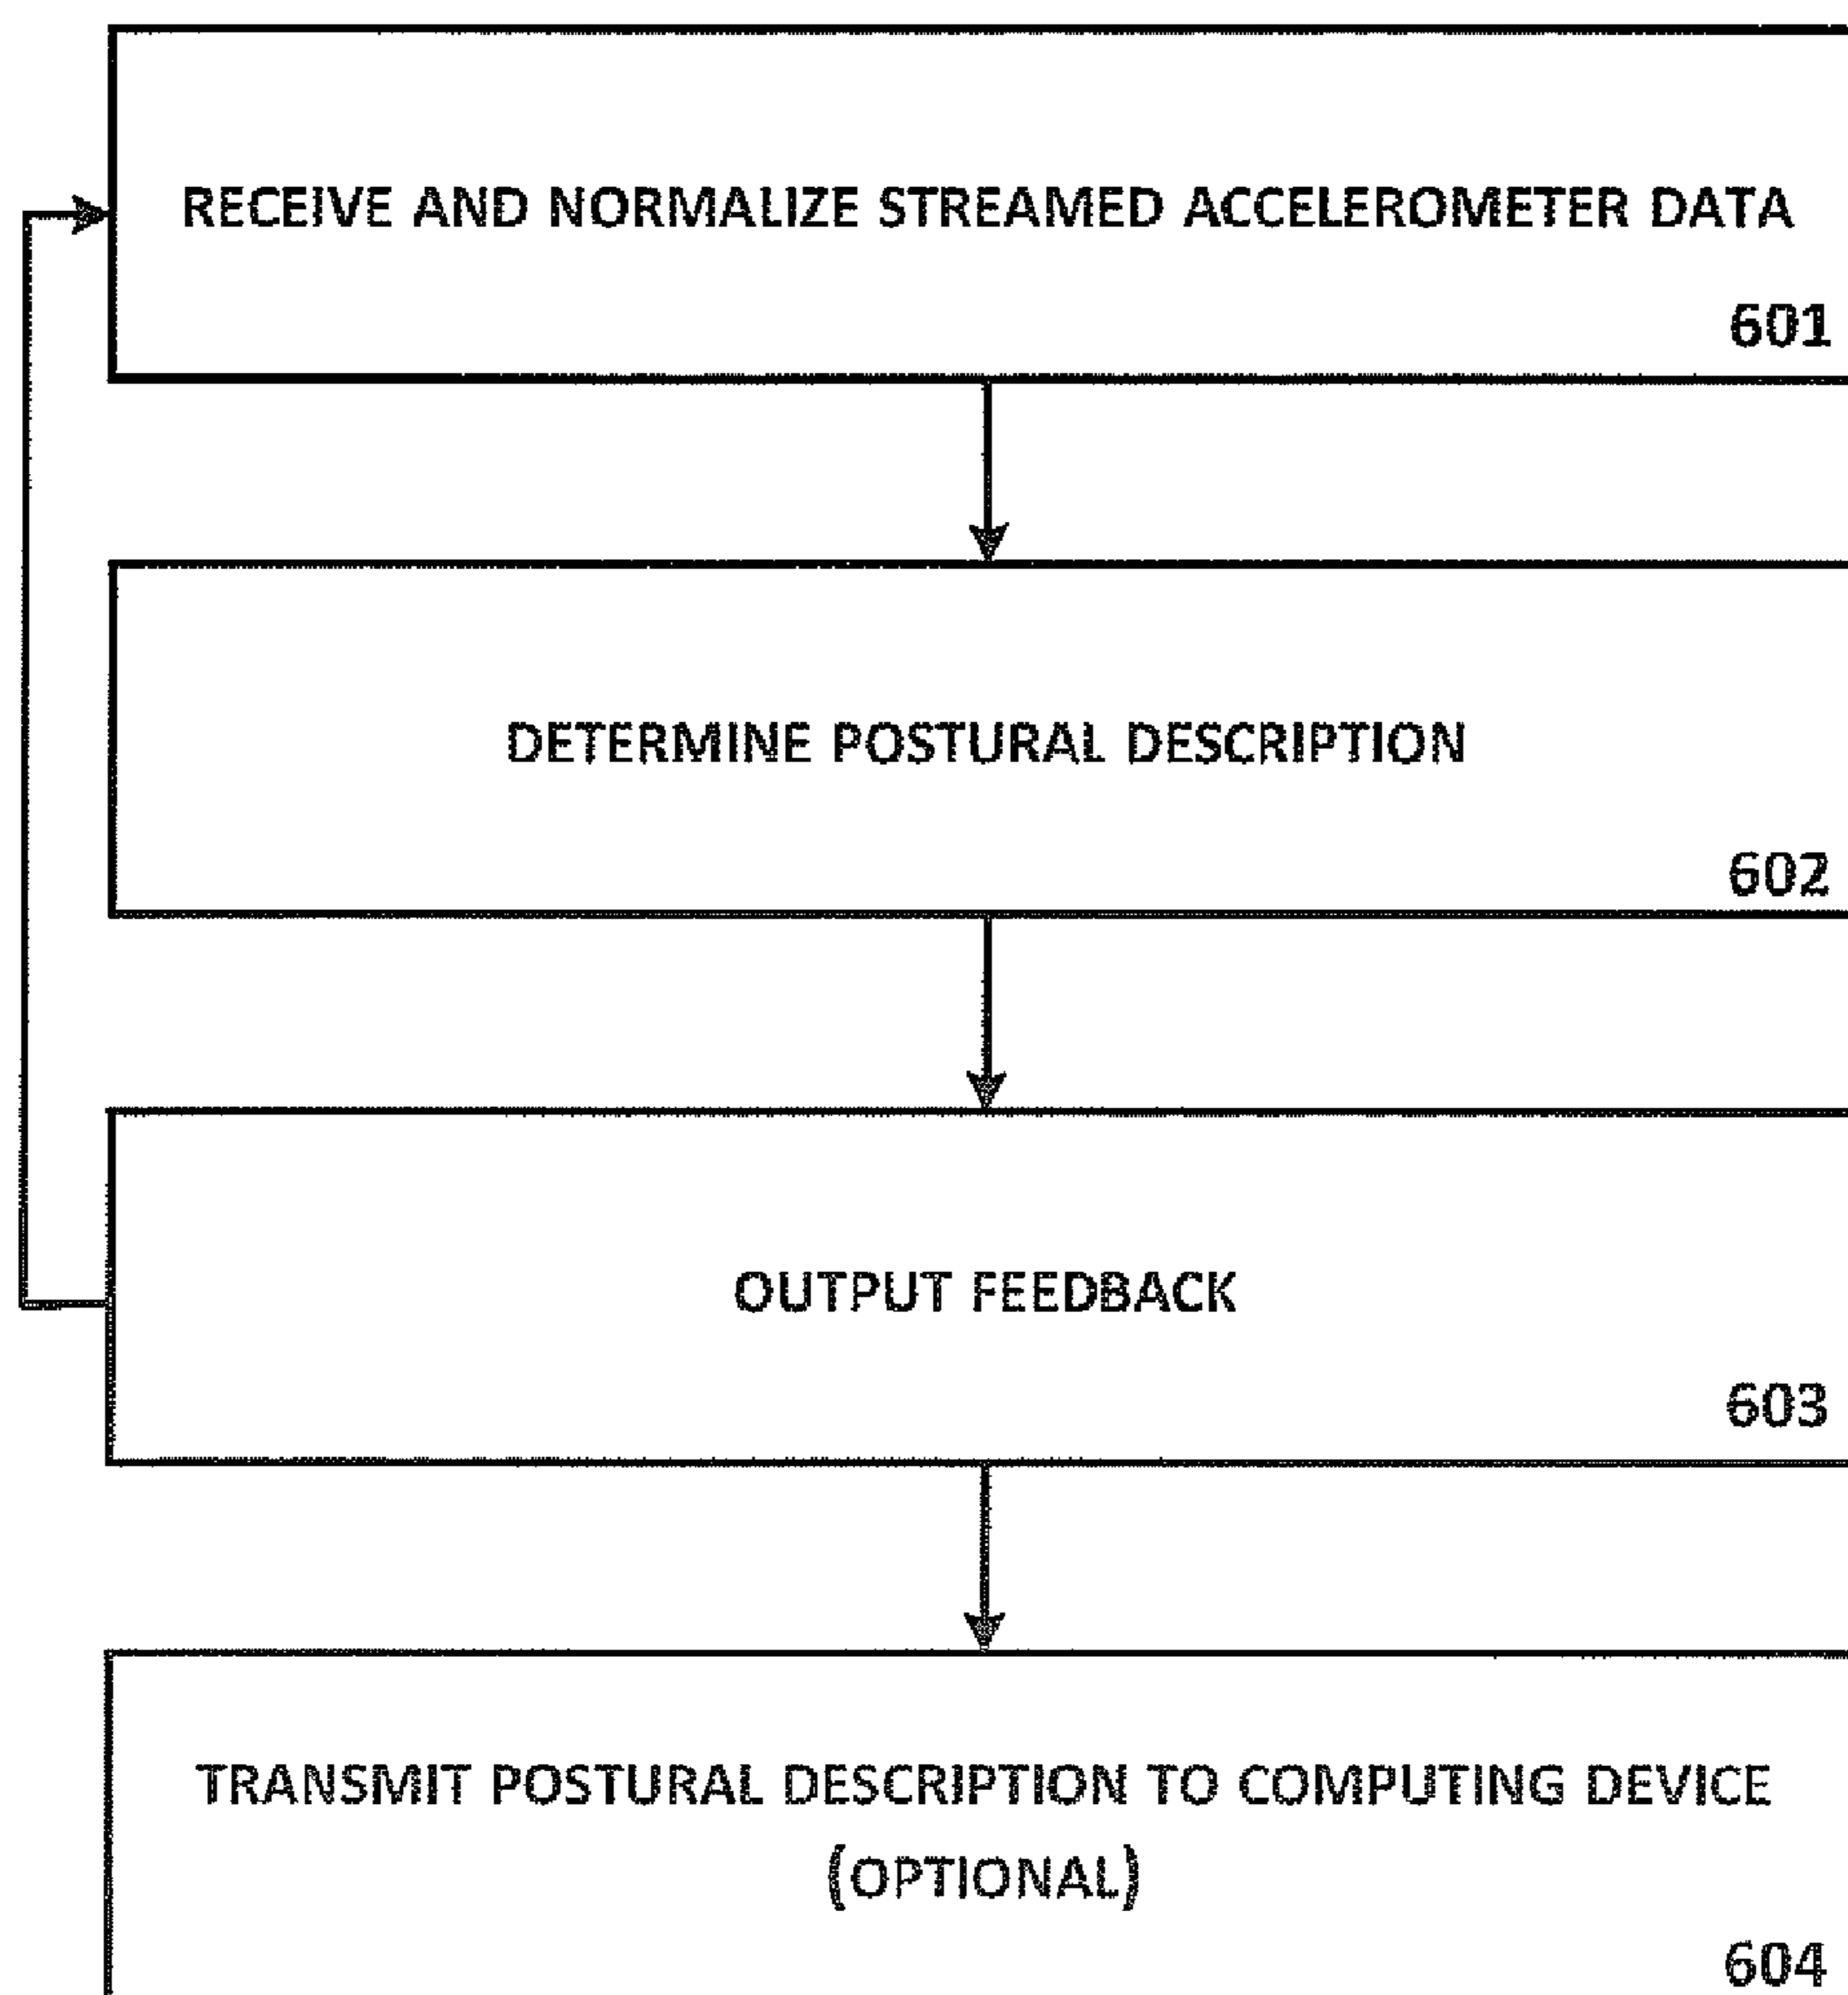 RECEIVE AND NORMALIZE STREAMED ACCELEROMETER DATA
601
DETERMINE POSTURAL DESCRIPTION
602
OUTPUT FEEDBACK
603
TRANSMIT POSTURAL DESCRIPTION TO COMPUTING DEVICE
(OPTIONAL)
604